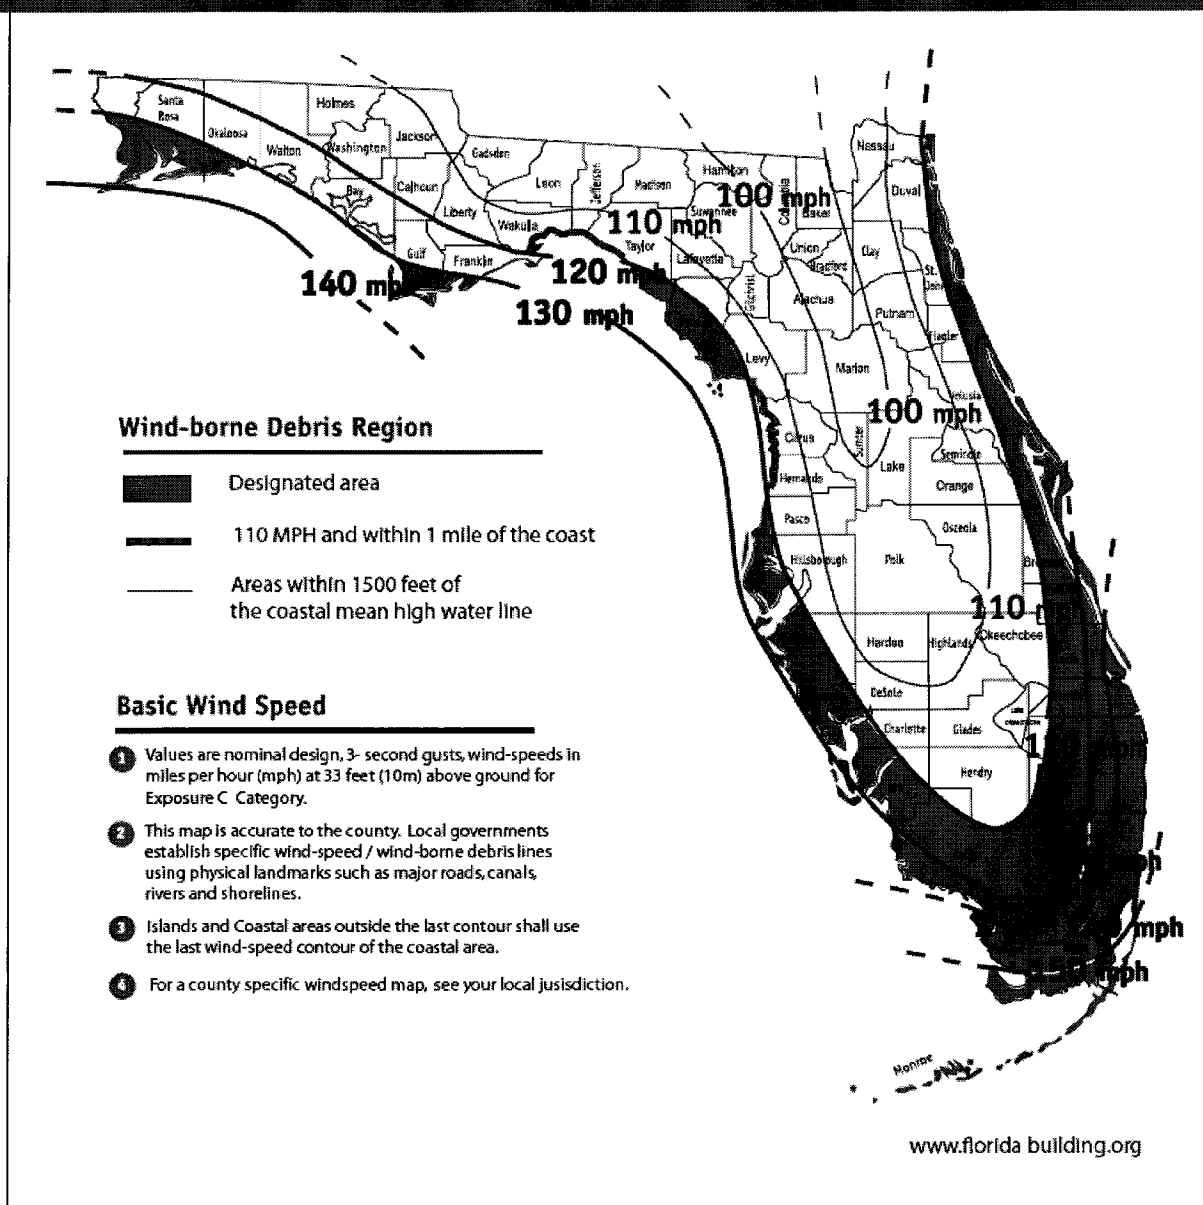 Santa
Rosa
Okaloosa
Walton
Holmes
Washington
Bay
Jackson
Calhoun
Gulf
Gadsden
Liberty
Franklin
Leon
Wakulla
Jefferson
Madison
Taylor
Hamilton
Suwannee
Lafayette
Columbia
Baker
Nassau
Duval
Union
Bradford
Clay
St.
Gilchrist
Alachua
Putnam
Flagler
Levy
Marion
100 mph
110 mph
120 mph
130 mph
140 mph
100 mph
Citrus
Sumter
Lake
Seminole
Hernando
Orange
Pasco
Osceola
Hillsborough
Polk
110 mph
Hardee
Highlands
Okeechobee
DeSoto
Charlotte
Glades
Hendry
mph
mph
150 mph
Monroe
Wind-borne Debris Region
Designated area
110 MPH and within 1 mile of the coast
Areas within 1500 feet of
the coastal mean high water line
Basic Wind Speed
1 Values are nominal design, 3- second gusts, wind-speeds in
miles per hour (mph) at 33 feet (10m) above ground for
Exposure C Category.
2 This map is accurate to the county. Local governments
establish specific wind-speed / wind-borne debris lines
using physical landmarks such as major roads, canals,
rivers and shorelines.
3 Islands and Coastal areas outside the last contour shall use
the last wind-speed contour of the coastal area.
4 For a county specific windspeed map, see your local jusisdiction.
www.florida building.org